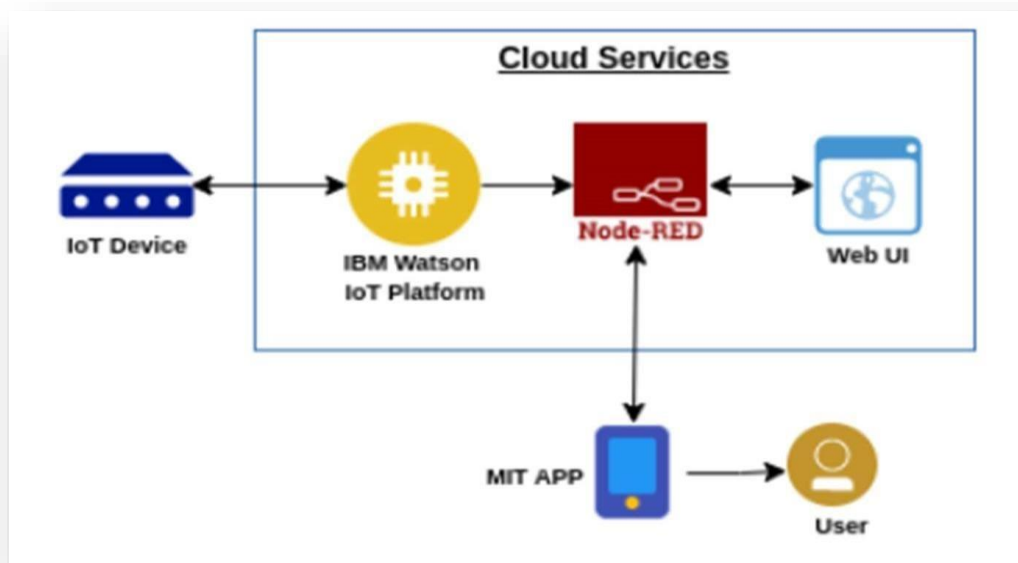 Cloud Services
Node-RED
IoT Device
IBM Watson
IoT Platform
Web UI
MIT APP
User